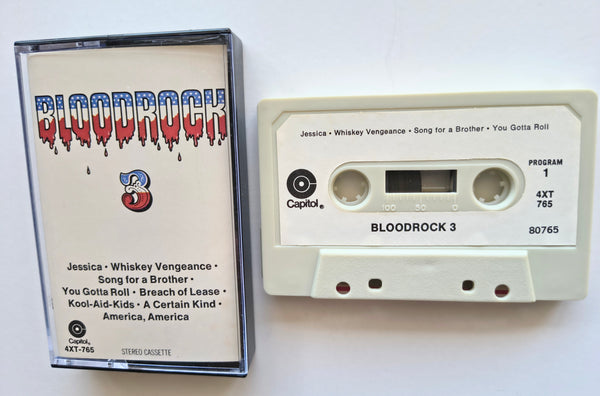 BLOODROCK
3
Jessica • Whiskey Vengeance •
Song for a Brother •
You Gotta Roll • Breach of Lease •
Kool-Aid-Kids • A Certain Kind •
America, America
Capitol®
4XT-765
STEREO CASSETTE
Jessica • Whiskey Vengeance • Song for a Brother • You Gotta Roll
Capitol®
100 50 0
PROGRAM
1
4XT
765
BLOODROCK 3
80765